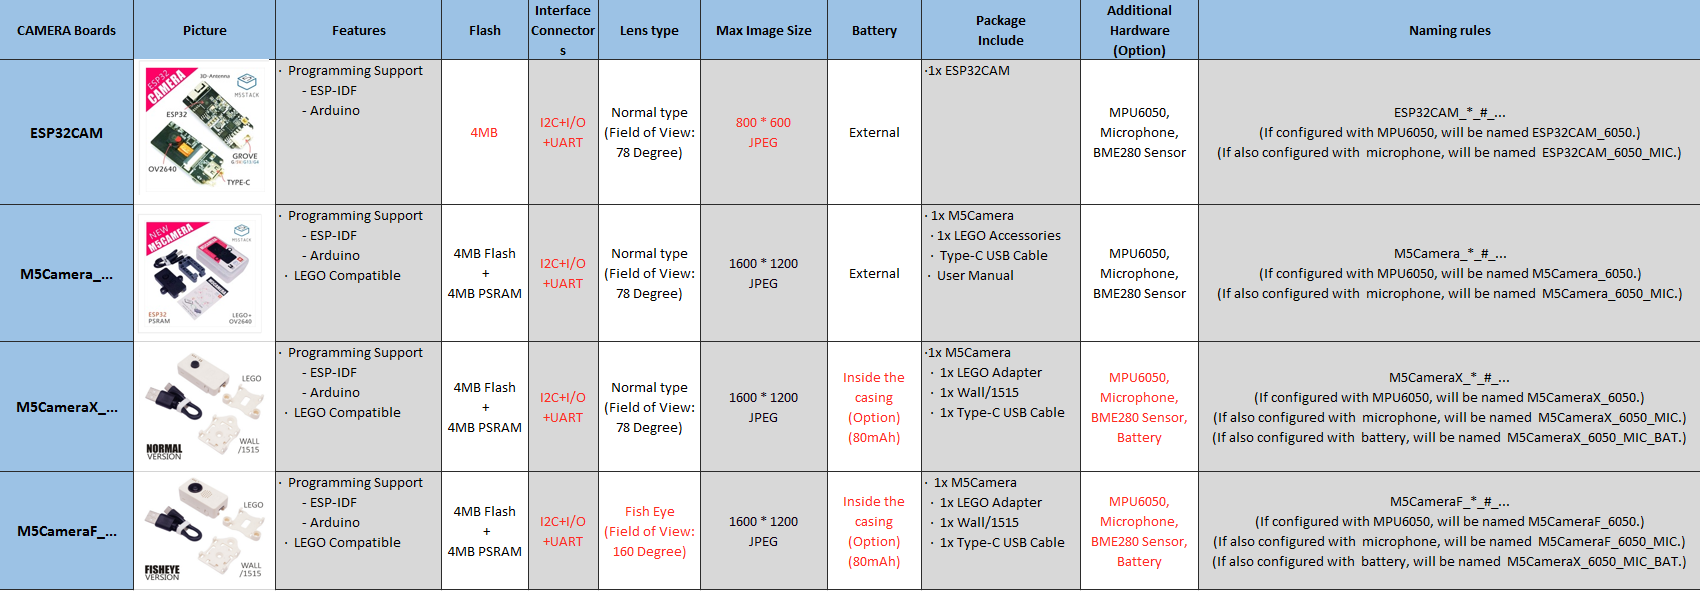 CAMERA Boards
Picture
Features
Flash
Interface
Connector
s
Lens type
Max Image Size
Battery
Package
Include
Additional
Hardware
(Option)
Naming rules
ESP32CAM
ESP32
CAMERA
3D-Antenna
M5STACK
ESP32
GROVE
OV2640
TYPE-C
· Programming Support
- ESP-IDF
- Arduino
4MB
I2C+I/O
+UART
Normal type
(Field of View:
78 Degree)
800 * 600
JPEG
External
·1x ESP32CAM
MPU6050,
Microphone,
BME280 Sensor
ESP32CAM_*_#_...
(If configured with MPU6050, will be named ESP32CAM_6050.)
(If also configured with microphone, will be named ESP32CAM_6050_MIC.)
M5Camera_...
NEW
M5CAMERA
M5STACK
ESP32
PSRAM
LEGO+
OV2640
· Programming Support
- ESP-IDF
- Arduino
· LEGO Compatible
4MB Flash
+
4MB PSRAM
I2C+I/O
+UART
Normal type
(Field of View:
78 Degree)
1600 * 1200
JPEG
External
· 1x M5Camera
· 1x LEGO Accessories
· Type-C USB Cable
· User Manual
MPU6050,
Microphone,
BME280 Sensor
M5Camera_*_#_...
(If configured with MPU6050, will be named M5Camera_6050.)
(If also configured with microphone, will be named M5Camera_6050_MIC.)
M5CameraX_...
LEGO
NORMAL
VERSION
WALL
/1515
· Programming Support
- ESP-IDF
- Arduino
· LEGO Compatible
4MB Flash
+
4MB PSRAM
I2C+I/O
+UART
Normal type
(Field of View:
78 Degree)
1600 * 1200
JPEG
Inside the
casing
(Option)
(80mAh)
·1x M5Camera
· 1x LEGO Adapter
· 1x Wall/1515
· 1x Type-C USB Cable
MPU6050,
Microphone,
BME280 Sensor,
Battery
M5CameraX_*_#_...
(If configured with MPU6050, will be named M5CameraX_6050.)
(If also configured with microphone, will be named M5CameraX_6050_MIC.)
(If also configured with battery, will be named M5CameraX_6050_MIC_BAT.)
M5CameraF_...
LEGO
FISHEYE
VERSION
WALL
/1515
· Programming Support
- ESP-IDF
- Arduino
· LEGO Compatible
4MB Flash
+
4MB PSRAM
I2C+I/O
+UART
Fish Eye
(Field of View:
160 Degree)
1600 * 1200
JPEG
Inside the
casing
(Option)
(80mAh)
· 1x M5Camera
· 1x LEGO Adapter
· 1x Wall/1515
· 1x Type-C USB Cable
MPU6050,
Microphone,
BME280 Sensor,
Battery
M5CameraF_*_#_...
(If configured with MPU6050, will be named M5CameraF_6050.)
(If also configured with microphone, will be named M5CameraF_6050_MIC.)
(If also configured with battery, will be named M5CameraX_6050_MIC_BAT.)